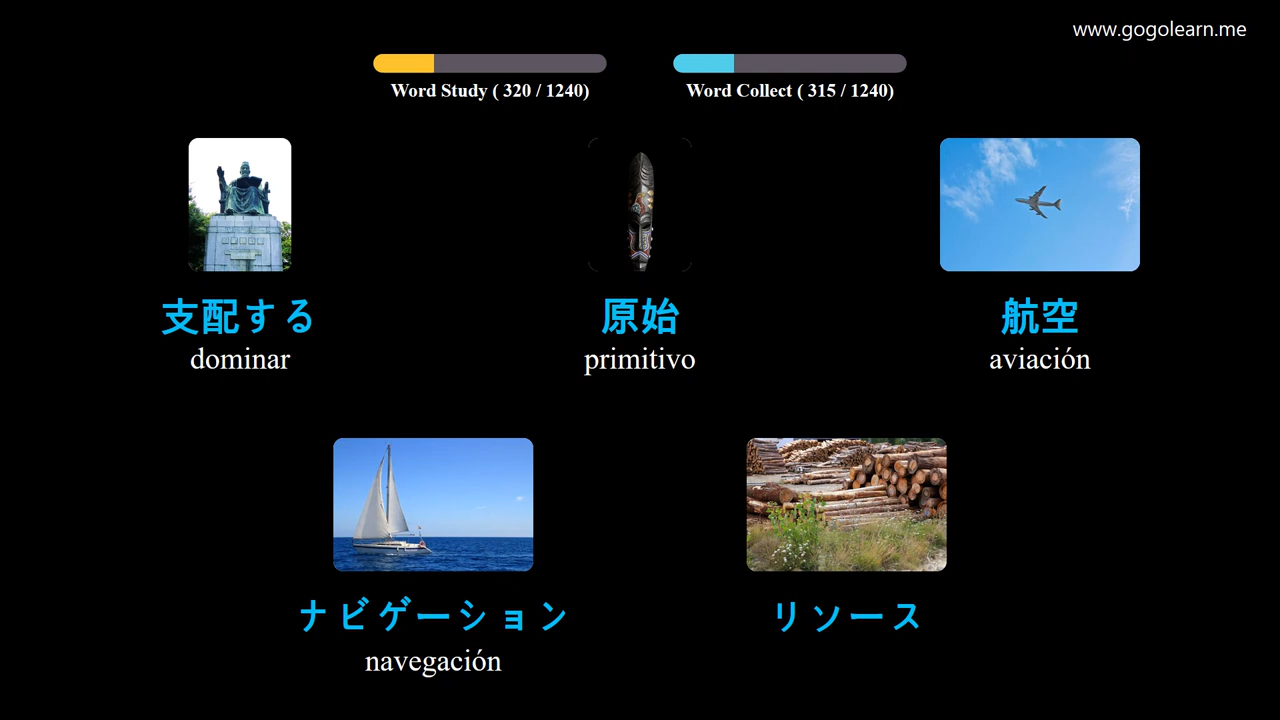 www.gogolearn.me
Word Study ( 320 / 1240)
Word Collect ( 315 / 1240)
支配する
dominar
原始
primitivo
航空
aviación
ナビゲーション
navegación
リソース